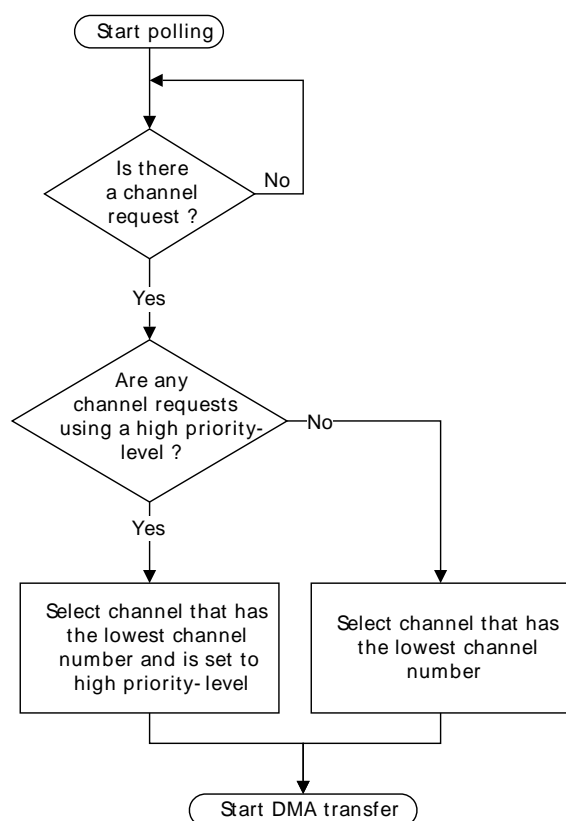 Start polling
Is there
a channel
request ?
No
Yes
Are any
channel requests
using a high priority-
level ?
No
Yes
Select channel that has
the lowest channel
number and is set to
high priority- level
Select channel that has
the lowest channel
number
Start DMA transfer